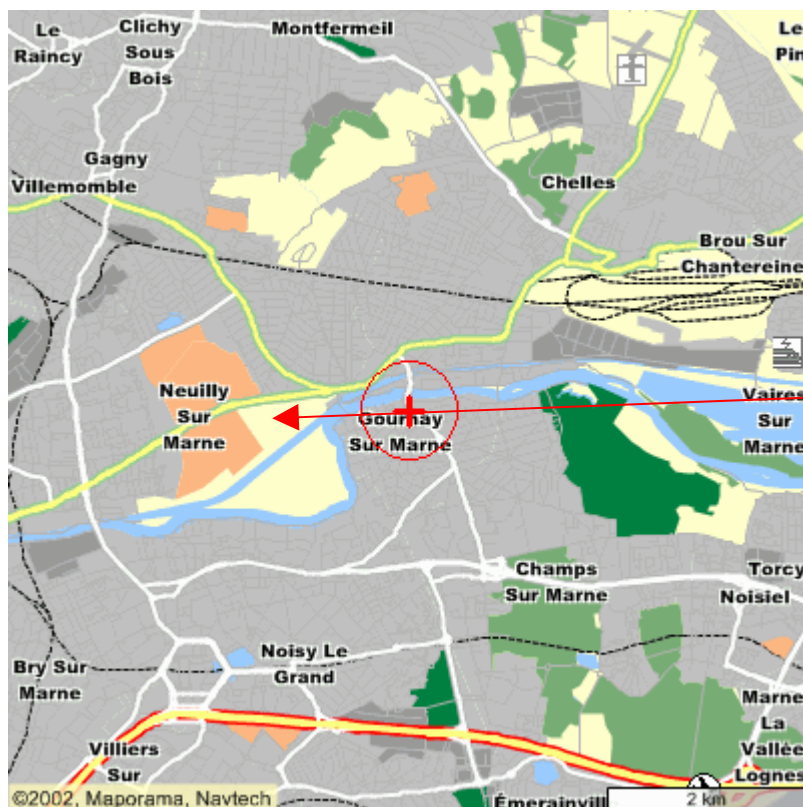 Le
Raincy
Clichy
Sous
Bois
Montfermeil
Le
Pin
Gagny
Villemomble
Chelles
Brou Sur
Chantereine
Neuilly
Sur
Marne
Gournay
Sur Marne
Vaires
Sur
Marne
Champs
Sur Marne
Torcy
Noisiel
Noisy Le
Grand
Bry Sur
Marne
Marne
La
Vallée
Lognes
Villiers
Sur
Émerainvill
2 km
©2002, Maporama, Navtech